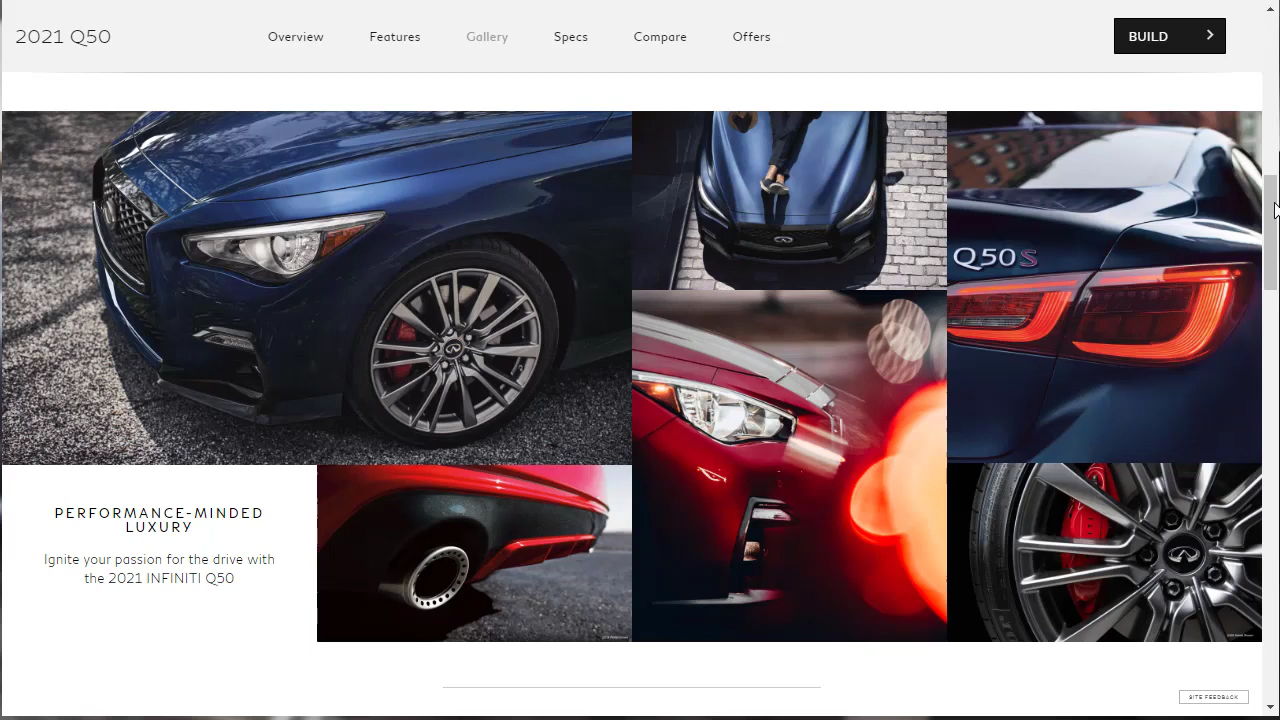 2021 Q50
Overview
Features
Gallery
Specs
Compare
Offers
BUILD
Q50S
PERFORMANCE-MINDED
LUXURY
Ignite your passion for the drive with
the 2021 INFINITI Q50
SITE FEEDBACK